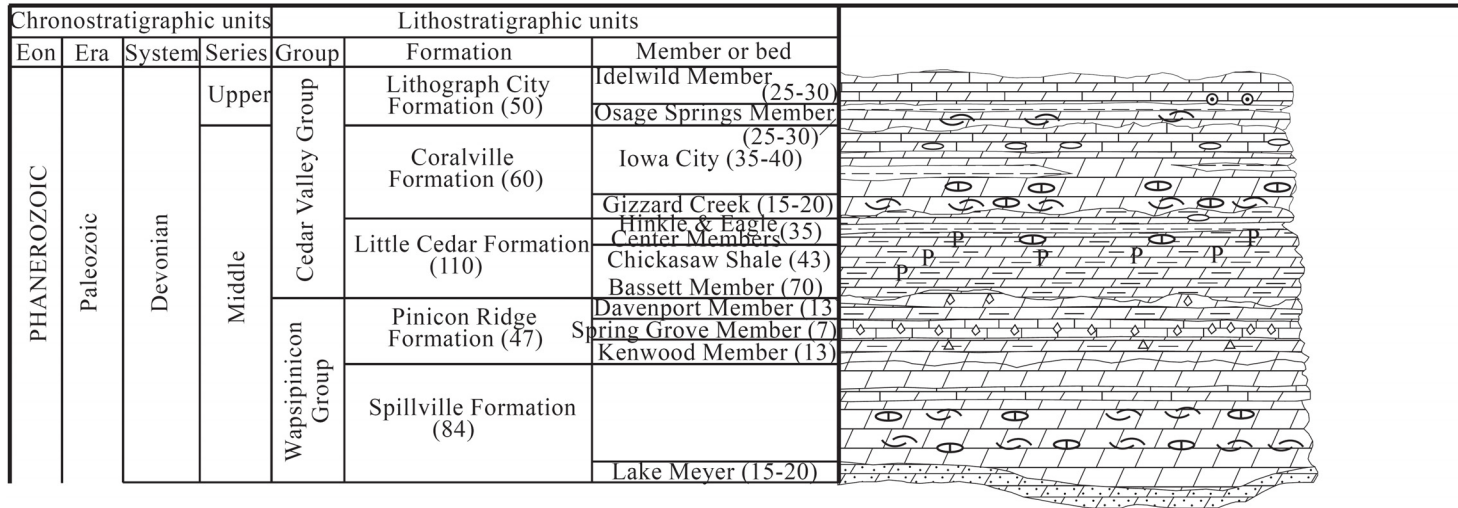 Chronostratigraphic units Lithostratigraphic units
Eon Era System Series Group Formation Member or bed
PHANEROZOIC
Paleozoic
Devonian
Upper
Middle
Cedar Valley Group
Wapsipinicon
Group
Lithograph City
Formation (50)
Idelwild Member
(25-30)
Osage Springs Member
(25-30)
Coralville
Formation (60)
Iowa City (35-40)
Gizzard Creek (15-20)
Little Cedar Formation
(110)
Hinkle & Eagle (35)
Center Members
Chickasaw Shale (43)
Bassett Member (70)
Pinicon Ridge
Formation (47)
Davenport Member (13
Spring Grove Member (7)
Kenwood Member (13)
Spillville Formation
(84)
Lake Meyer (15-20)
P P
P P P P
P